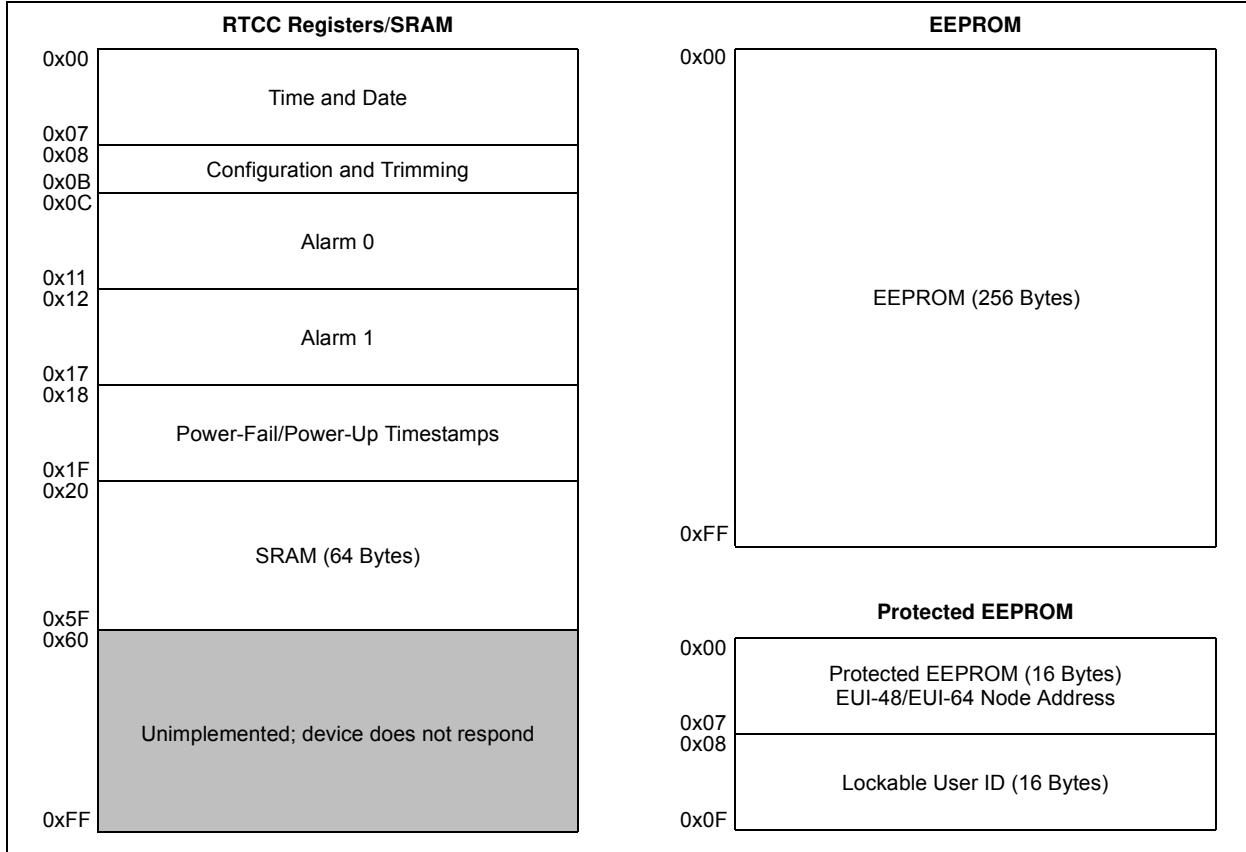 RTCC Registers/SRAM
0x00
Time and Date
0x07
0x08
Configuration and Trimming
0x0B
0x0C
Alarm 0
0x11
0x12
Alarm 1
0x17
0x18
Power-Fail/Power-Up Timestamps
0x1F
0x20
SRAM (64 Bytes)
0x5F
0x60
Unimplemented; device does not respond
0xFF
EEPROM
0x00
EEPROM (256 Bytes)
0xFF
Protected EEPROM
0x00
Protected EEPROM (16 Bytes)
EUI-48/EUI-64 Node Address
0x07
0x08
Lockable User ID (16 Bytes)
0x0F